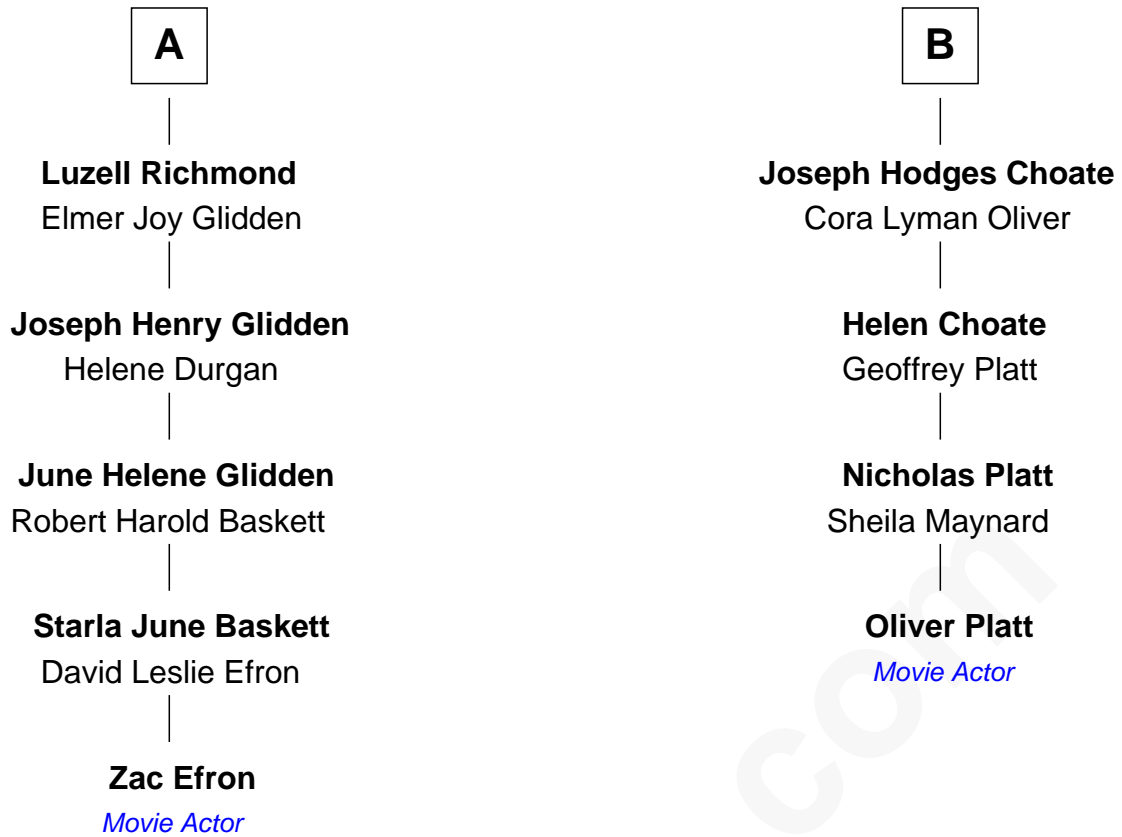 A
Luzell Richmond
Elmer Joy Glidden
Joseph Henry Glidden
Helene Durgan
June Helene Glidden
Robert Harold Baskett
Starla June Baskett
David Leslie Efron
Zac Efron
Movie Actor
B
Joseph Hodges Choate
Cora Lyman Oliver
Helen Choate
Geoffrey Platt
Nicholas Platt
Sheila Maynard
Oliver Platt
Movie Actor
com